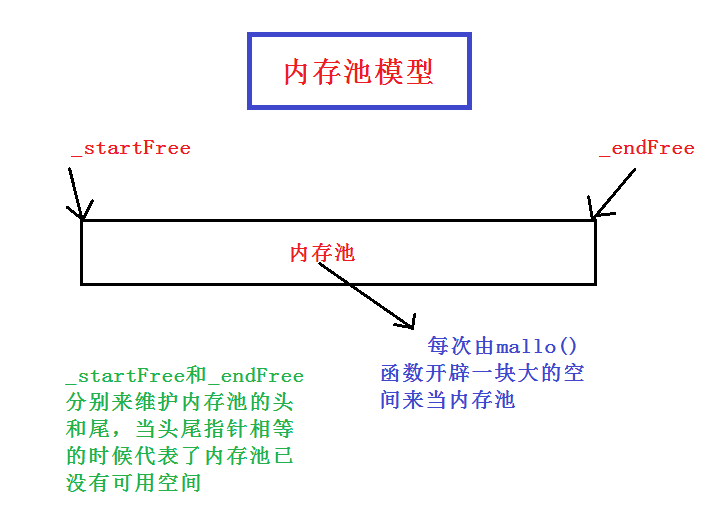 内存池模型
_startFree
_endFree
内存池
每次由mallo()
函数开辟一块大的空
间来当内存池
_startFree和_endFree
分别来维护内存池的头
和尾，当头尾指针相等
的时候代表了内存池已
没有可用空间